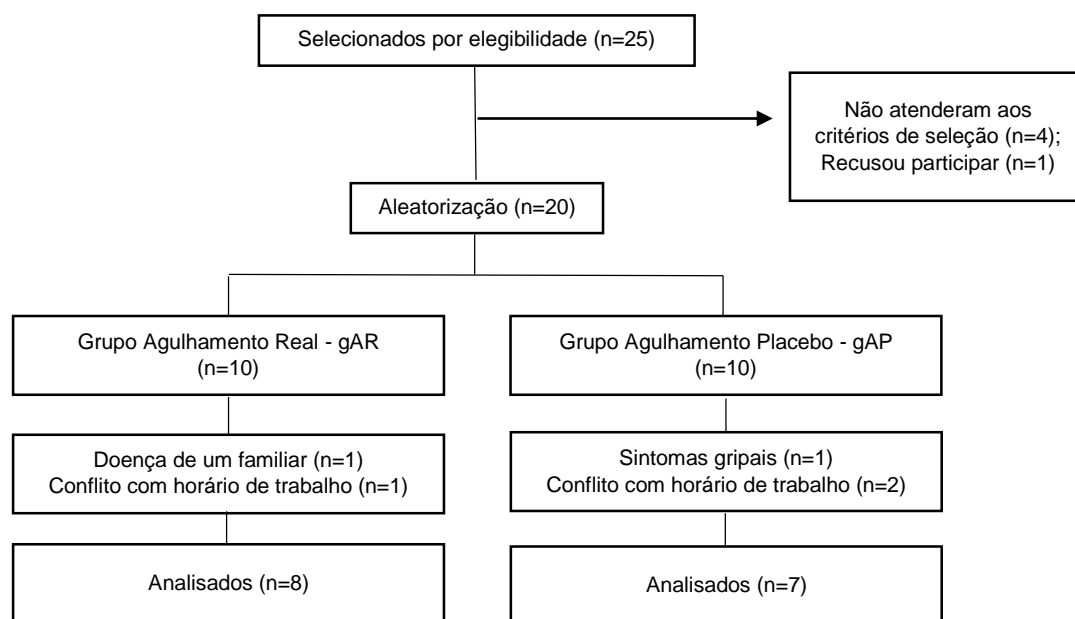 Selecionados por elegibilidade (n=25)
Não atenderam aos
critérios de seleção (n=4);
Recusou participar (n=1)
Aleatorização (n=20)
Grupo Agulhamento Real - gAR
(n=10)
Grupo Agulhamento Placebo - gAP
(n=10)
Doença de um familiar (n=1)
Conflito com horário de trabalho (n=1)
Sintomas gripais (n=1)
Conflito com horário de trabalho (n=2)
Analisados (n=8)
Analisados (n=7)